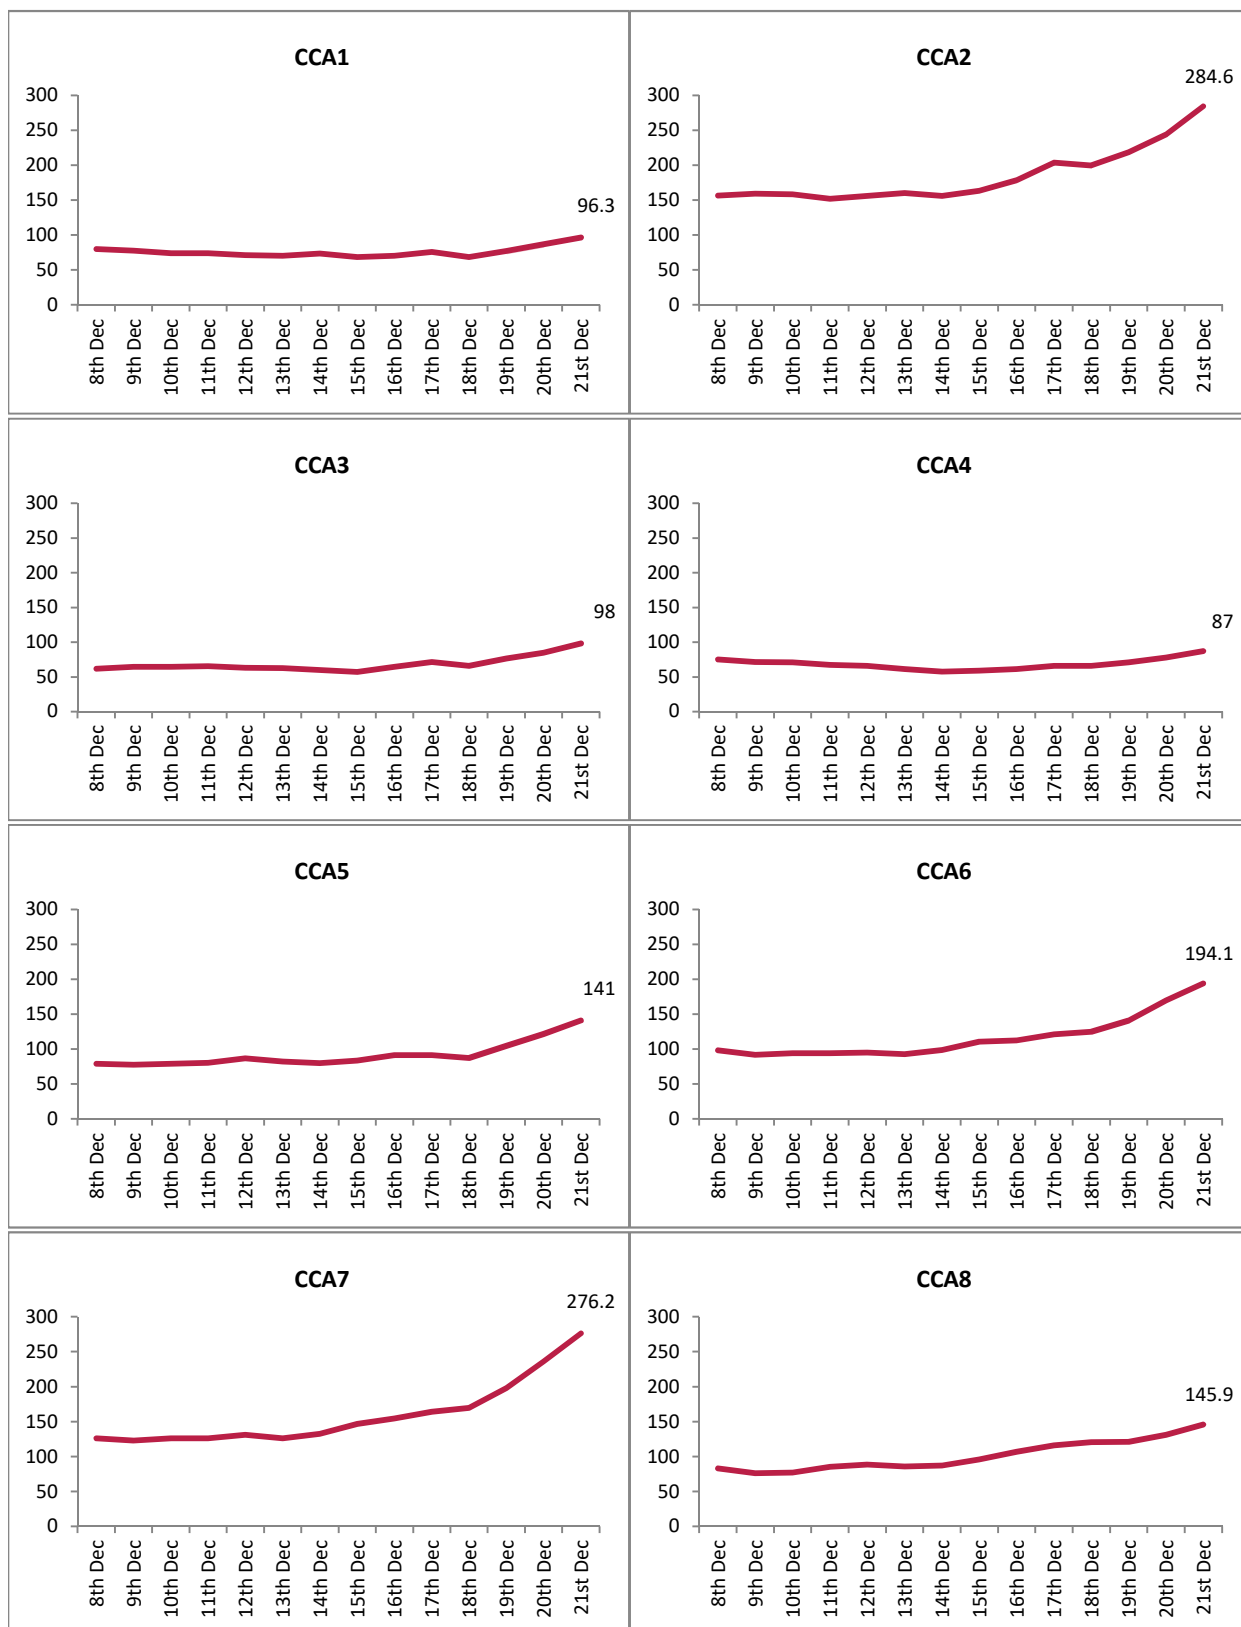 CCA1
96.3
300
250
200
150
100
50
0
8th Dec
9th Dec
10th Dec
11th Dec
12th Dec
13th Dec
14th Dec
15th Dec
16th Dec
17th Dec
18th Dec
19th Dec
20th Dec
21st Dec
CCA2
284.6
300
250
200
150
100
50
0
8th Dec
9th Dec
10th Dec
11th Dec
12th Dec
13th Dec
14th Dec
15th Dec
16th Dec
17th Dec
18th Dec
19th Dec
20th Dec
21st Dec
CCA3
98
300
250
200
150
100
50
0
8th Dec
9th Dec
10th Dec
11th Dec
12th Dec
13th Dec
14th Dec
15th Dec
16th Dec
17th Dec
18th Dec
19th Dec
20th Dec
21st Dec
CCA4
87
300
250
200
150
100
50
0
8th Dec
9th Dec
10th Dec
11th Dec
12th Dec
13th Dec
14th Dec
15th Dec
16th Dec
17th Dec
18th Dec
19th Dec
20th Dec
21st Dec
CCA5
141
300
250
200
150
100
50
0
8th Dec
9th Dec
10th Dec
11th Dec
12th Dec
13th Dec
14th Dec
15th Dec
16th Dec
17th Dec
18th Dec
19th Dec
20th Dec
21st Dec
CCA6
194.1
300
250
200
150
100
50
0
8th Dec
9th Dec
10th Dec
11th Dec
12th Dec
13th Dec
14th Dec
15th Dec
16th Dec
17th Dec
18th Dec
19th Dec
20th Dec
21st Dec
CCA7
276.2
300
250
200
150
100
50
0
8th Dec
9th Dec
10th Dec
11th Dec
12th Dec
13th Dec
14th Dec
15th Dec
16th Dec
17th Dec
18th Dec
19th Dec
20th Dec
21st Dec
CCA8
145.9
300
250
200
150
100
50
0
8th Dec
9th Dec
10th Dec
11th Dec
12th Dec
13th Dec
14th Dec
15th Dec
16th Dec
17th Dec
18th Dec
19th Dec
20th Dec
21st Dec